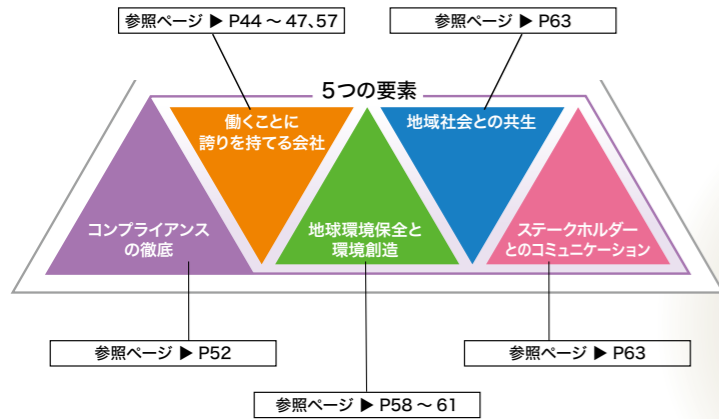 参照ページ ▶ P44 ～ 47、57
参照ページ ▶ P63
5つの要素
働くことに
誇りを持てる会社
地域社会との共生
コンプライアンス
の徹底
地球環境保全と
環境創造
ステークホルダー
とのコミュニケーション
参照ページ ▶ P52
参照ページ ▶ P63
参照ページ ▶ P58 ～ 61